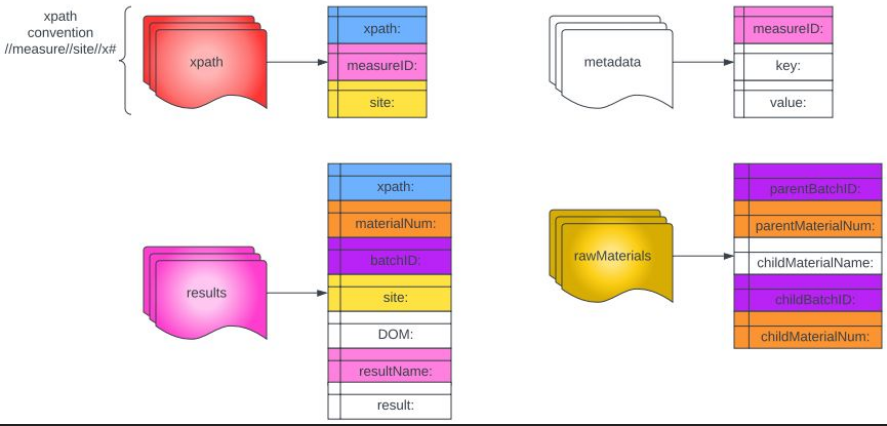 xpath
convention
//measure//site//x#
xpath
xpath:
measureID:
site:
metadata
measureID:
key:
value:
results
xpath:
materialNum:
batchID:
site:
DOM:
resultName:
result:
rawMaterials
parentBatchID:
parentMaterialNum:
childMaterialName:
childBatchID:
childMaterialNum: